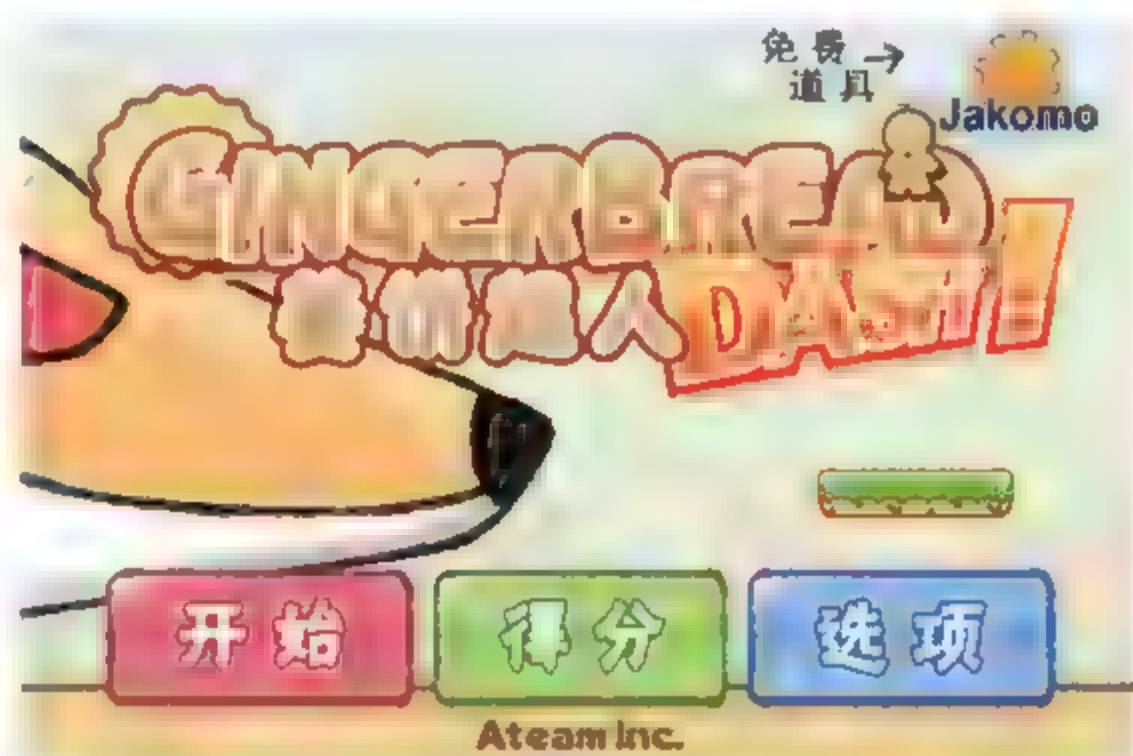 免费
道具
→
Jakomo
GINGERBREAD
DASH!
开始
得分
选项
Ateam Inc.